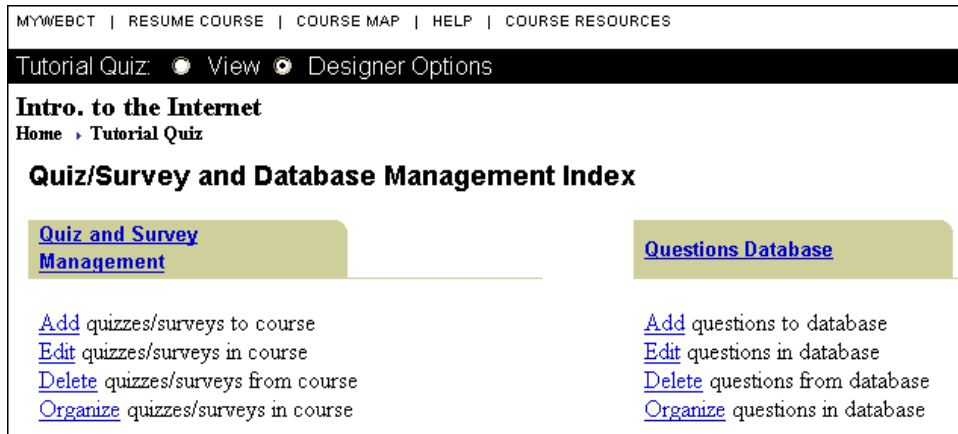 MYWEBCT | RESUME COURSE | COURSE MAP | HELP | COURSE RESOURCES
Tutorial Quiz: View Designer Options
Intro. to the Internet
Home Tutorial Quiz
Quiz/Survey and Database Management Index
Quiz and Survey
Management
Add quizzes/surveys to course
Edit quizzes/surveys in course
Delete quizzes/surveys from course
Organize quizzes/surveys in course
Questions Database
Add questions to database
Edit questions in database
Delete questions from database
Organize questions in database